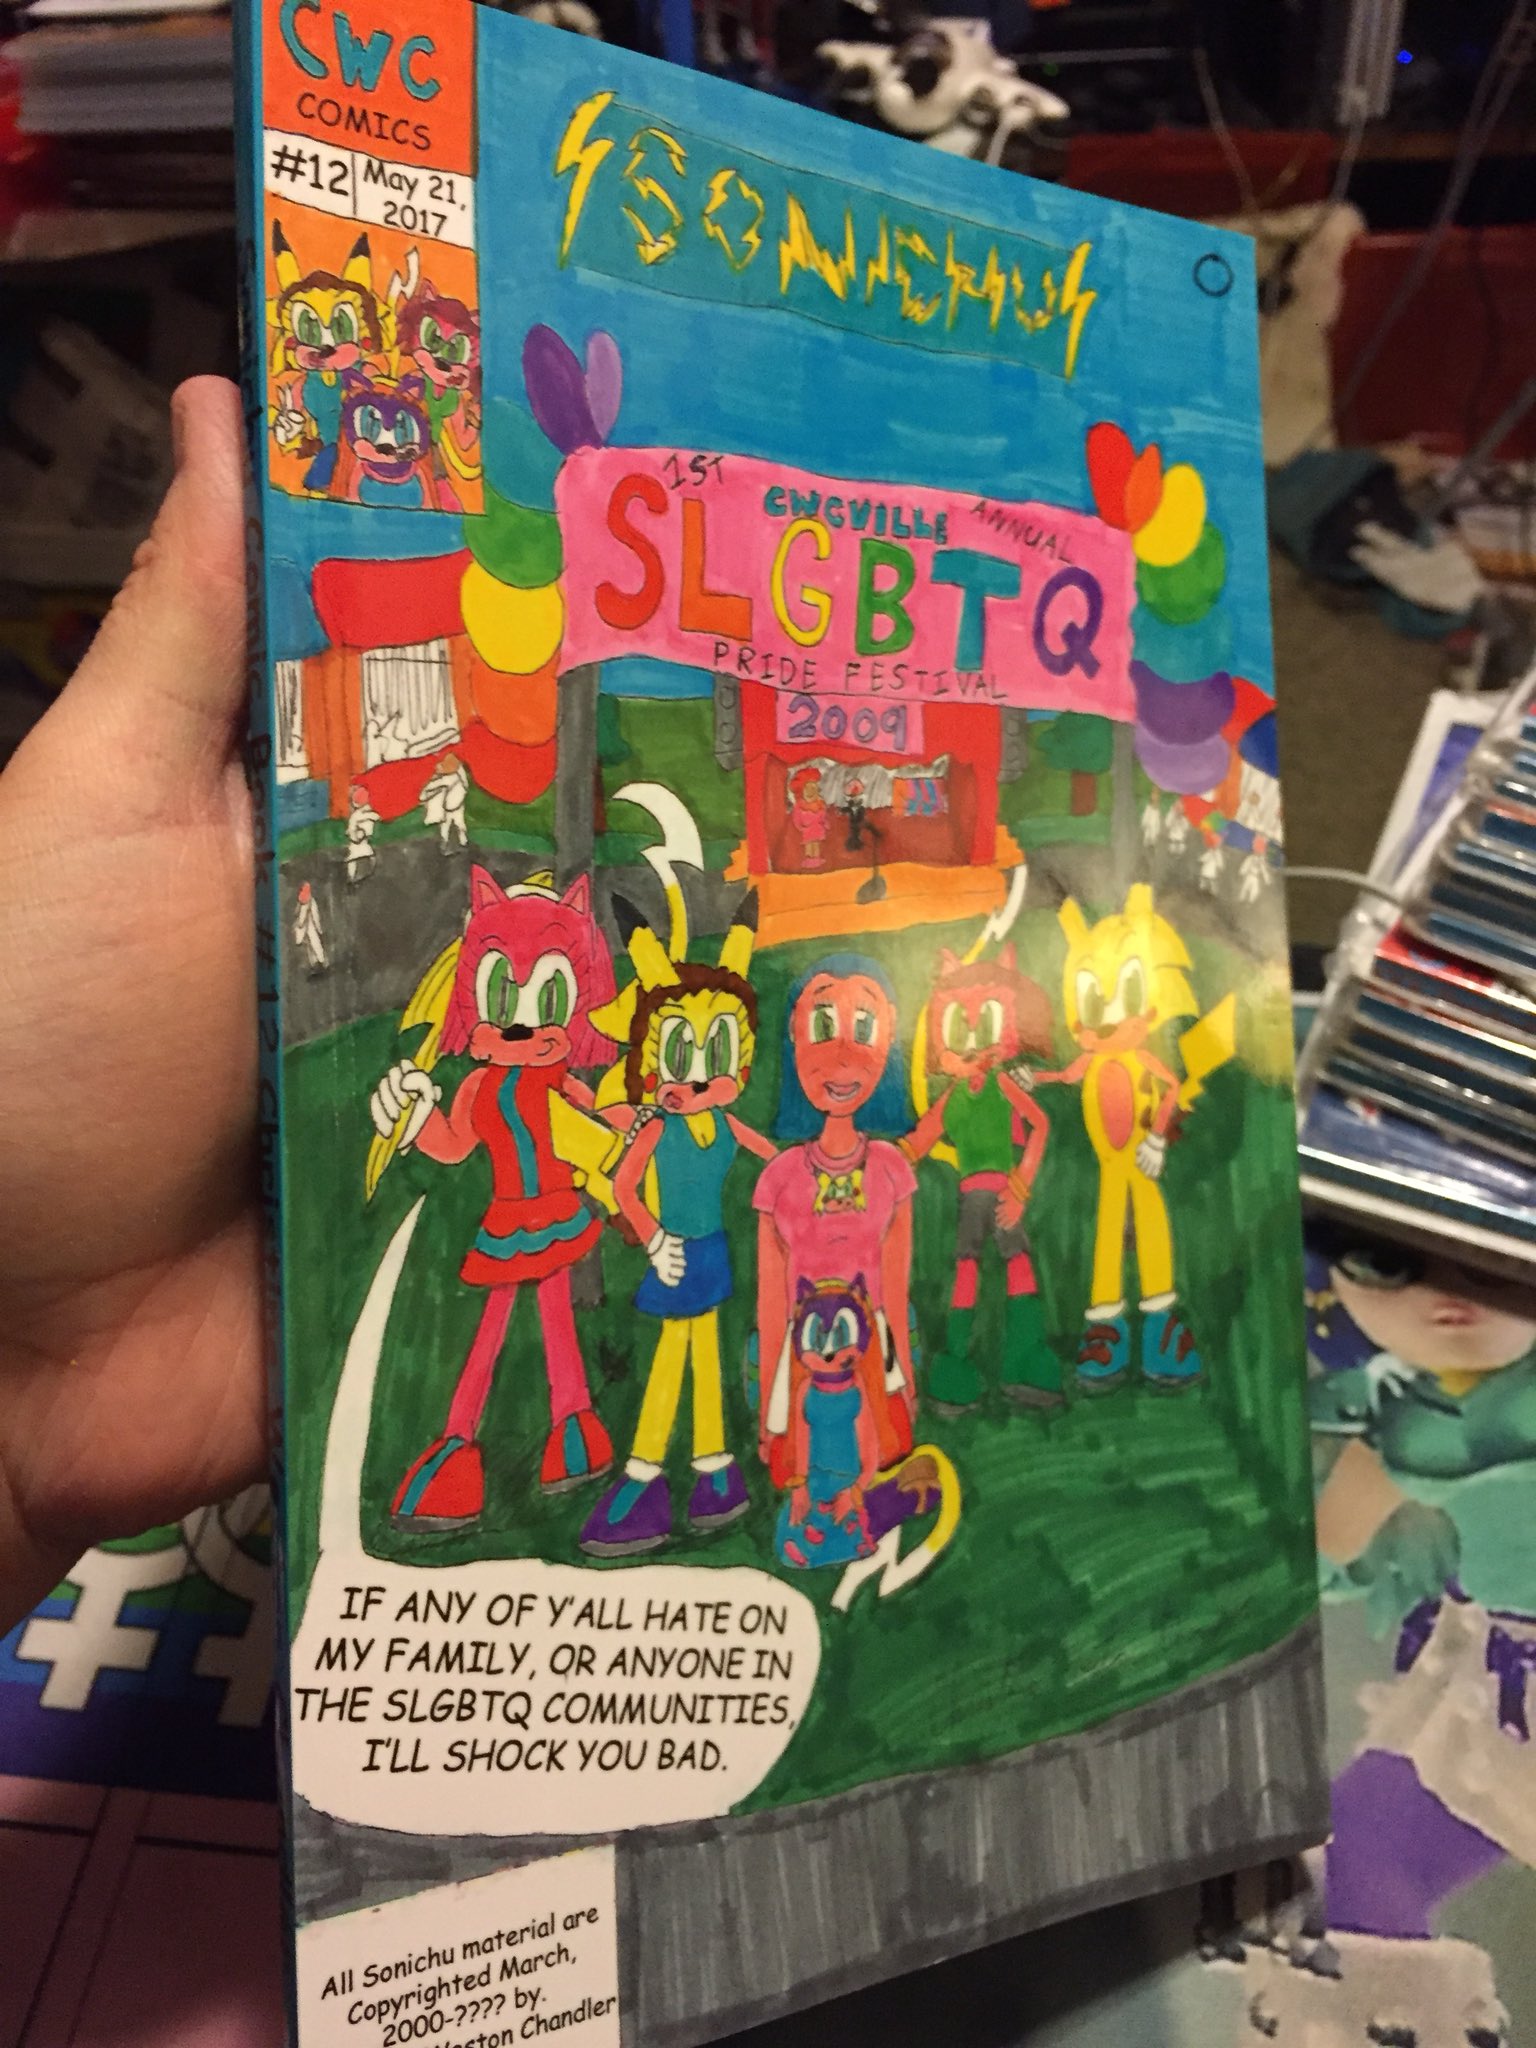 CWC
COMICS
#12
May 21,
2017
SONICHU
1ST CWCVILLE ANNUAL
SLGBTQ
PRIDE FESTIVAL
2009
IF ANY OF Y'ALL HATE ON
MY FAMILY, OR ANYONE IN
THE SLGBTQ COMMUNITIES,
I'LL SHOCK YOU BAD.
All Sonichu material are
Copyrighted March,
2000-???? by.
Weston Chandler